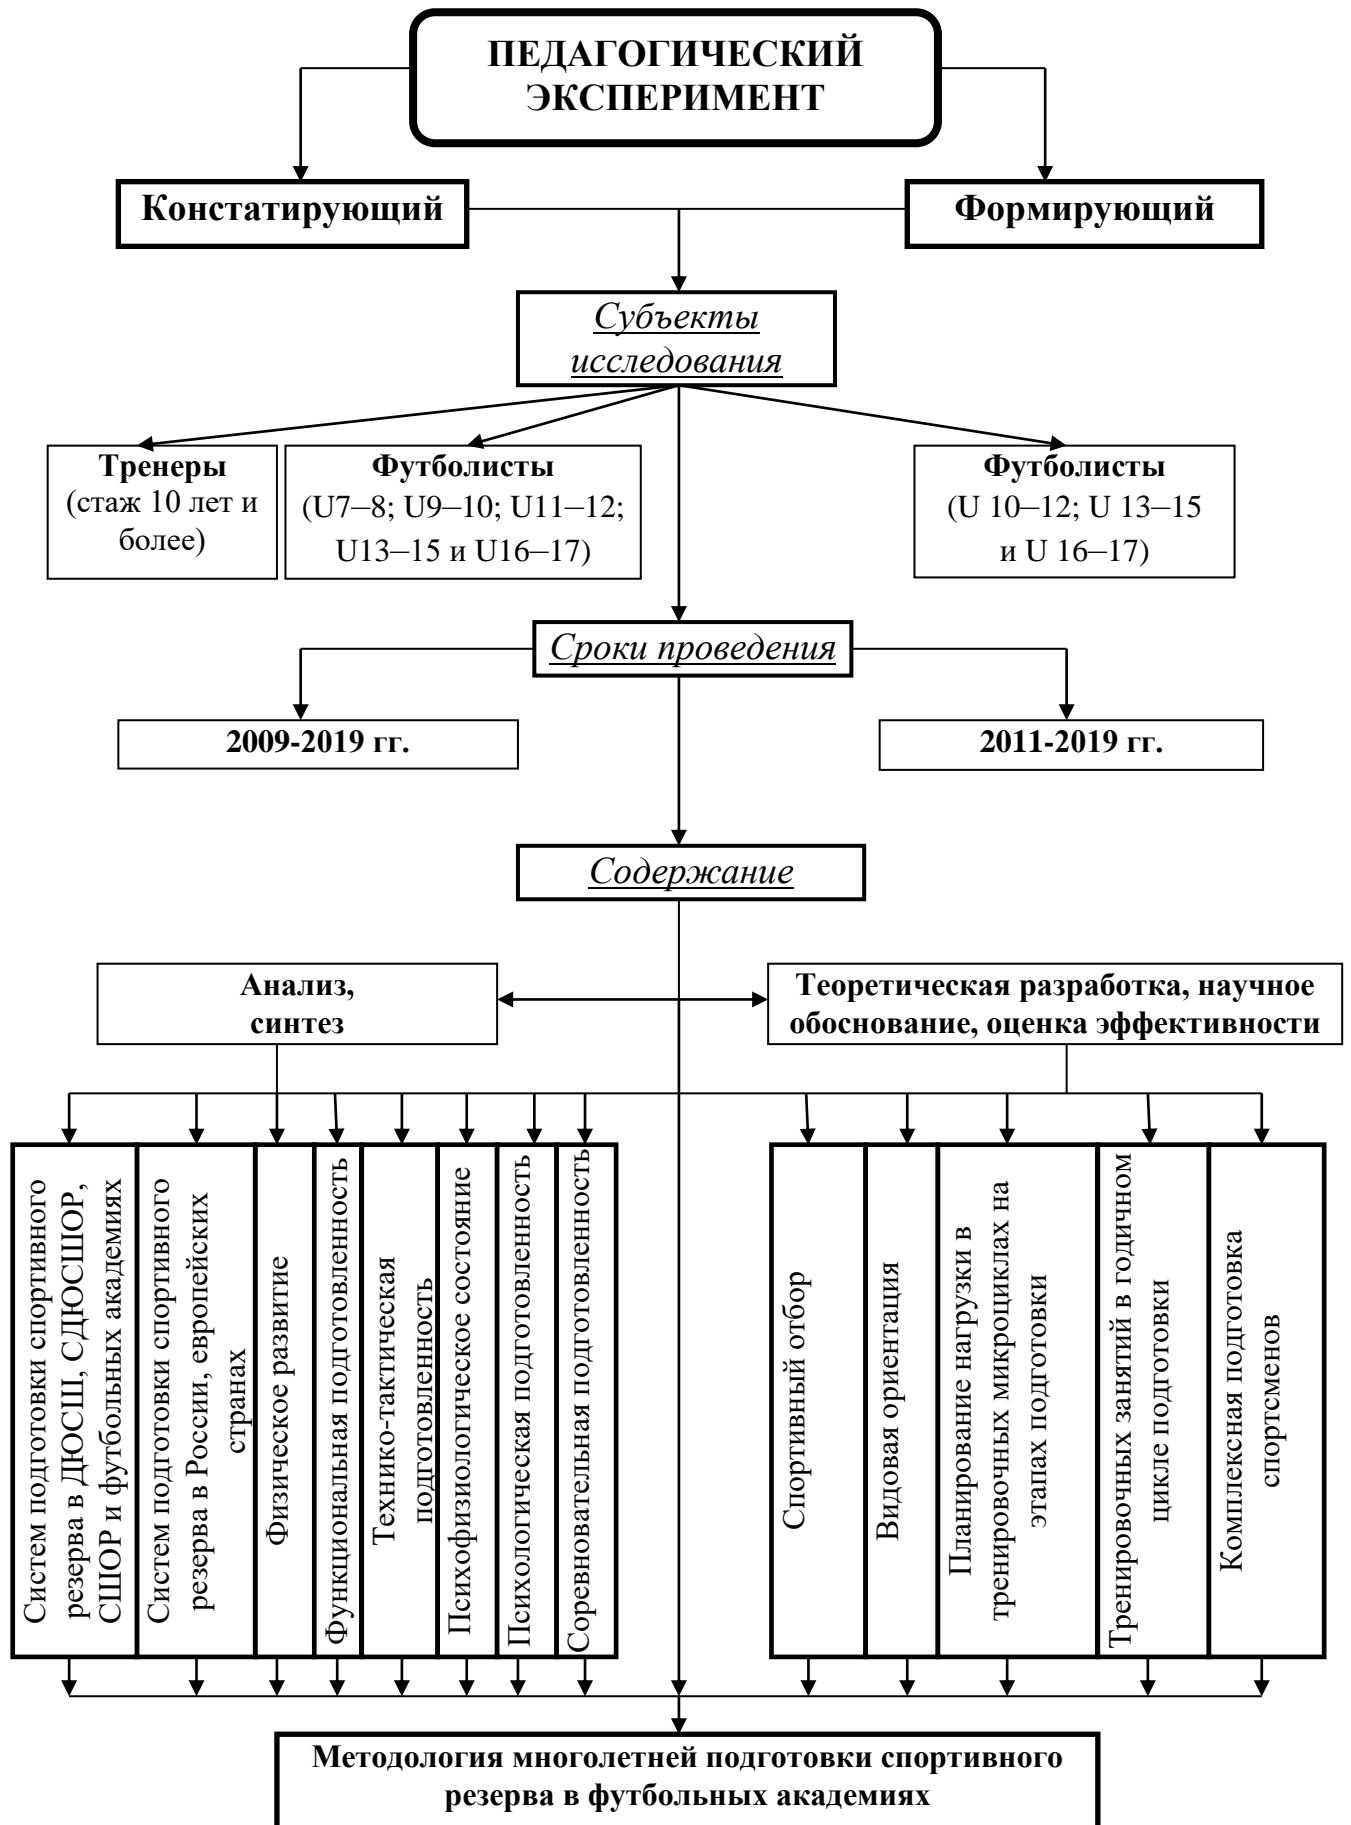 ПЕДАГОГИЧЕСКИЙ
ЭКСПЕРИМЕНТ
Констатирующий
Формирующий
Субъекты
исследования
Тренеры
(стаж 10 лет и
более)
Футболисты
(U7–8; U9–10; U11–12;
U13–15 и U16–17)
Футболисты
(U 10–12; U 13–15
и U 16–17)
Сроки проведения
2009-2019 гг.
2011-2019 гг.
Содержание
Анализ,
синтез
Теоретическая разработка, научное
обоснование, оценка эффективности
Систем подготовки спортивного
резерва в ДЮСШ, СДЮСШОР,
СШОР и футбольных академиях
Систем подготовки спортивного
резерва в России, европейских
странах
Физическое развитие
Функциональная подготовленность
Технико-тактическая
подготовленность
Психофизиологическое состояние
Психологическая подготовленность
Соревновательная подготовленность
Спортивный отбор
Видовая ориентация
Планирование нагрузки в
тренировочных микроциклах на
этапах подготовки
Тренировочных занятий в годичном
цикле подготовки
Комплексная подготовка
спортсменов
Методология многолетней подготовки спортивного
резерва в футбольных академиях